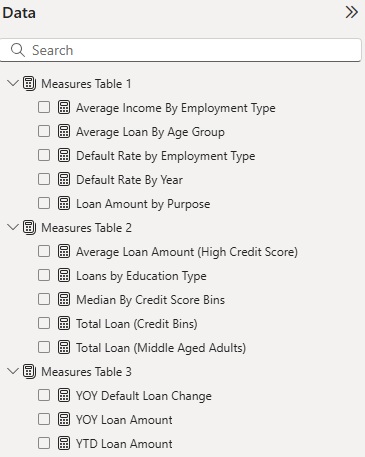 Data
Search
Measures Table 1
Average Income By Employment Type
Average Loan By Age Group
Default Rate by Employment Type
Default Rate By Year
Loan Amount by Purpose
Measures Table 2
Average Loan Amount (High Credit Score)
Loans by Education Type
Median By Credit Score Bins
Total Loan (Credit Bins)
Total Loan (Middle Aged Adults)
Measures Table 3
YOY Default Loan Change
YOY Loan Amount
YTD Loan Amount